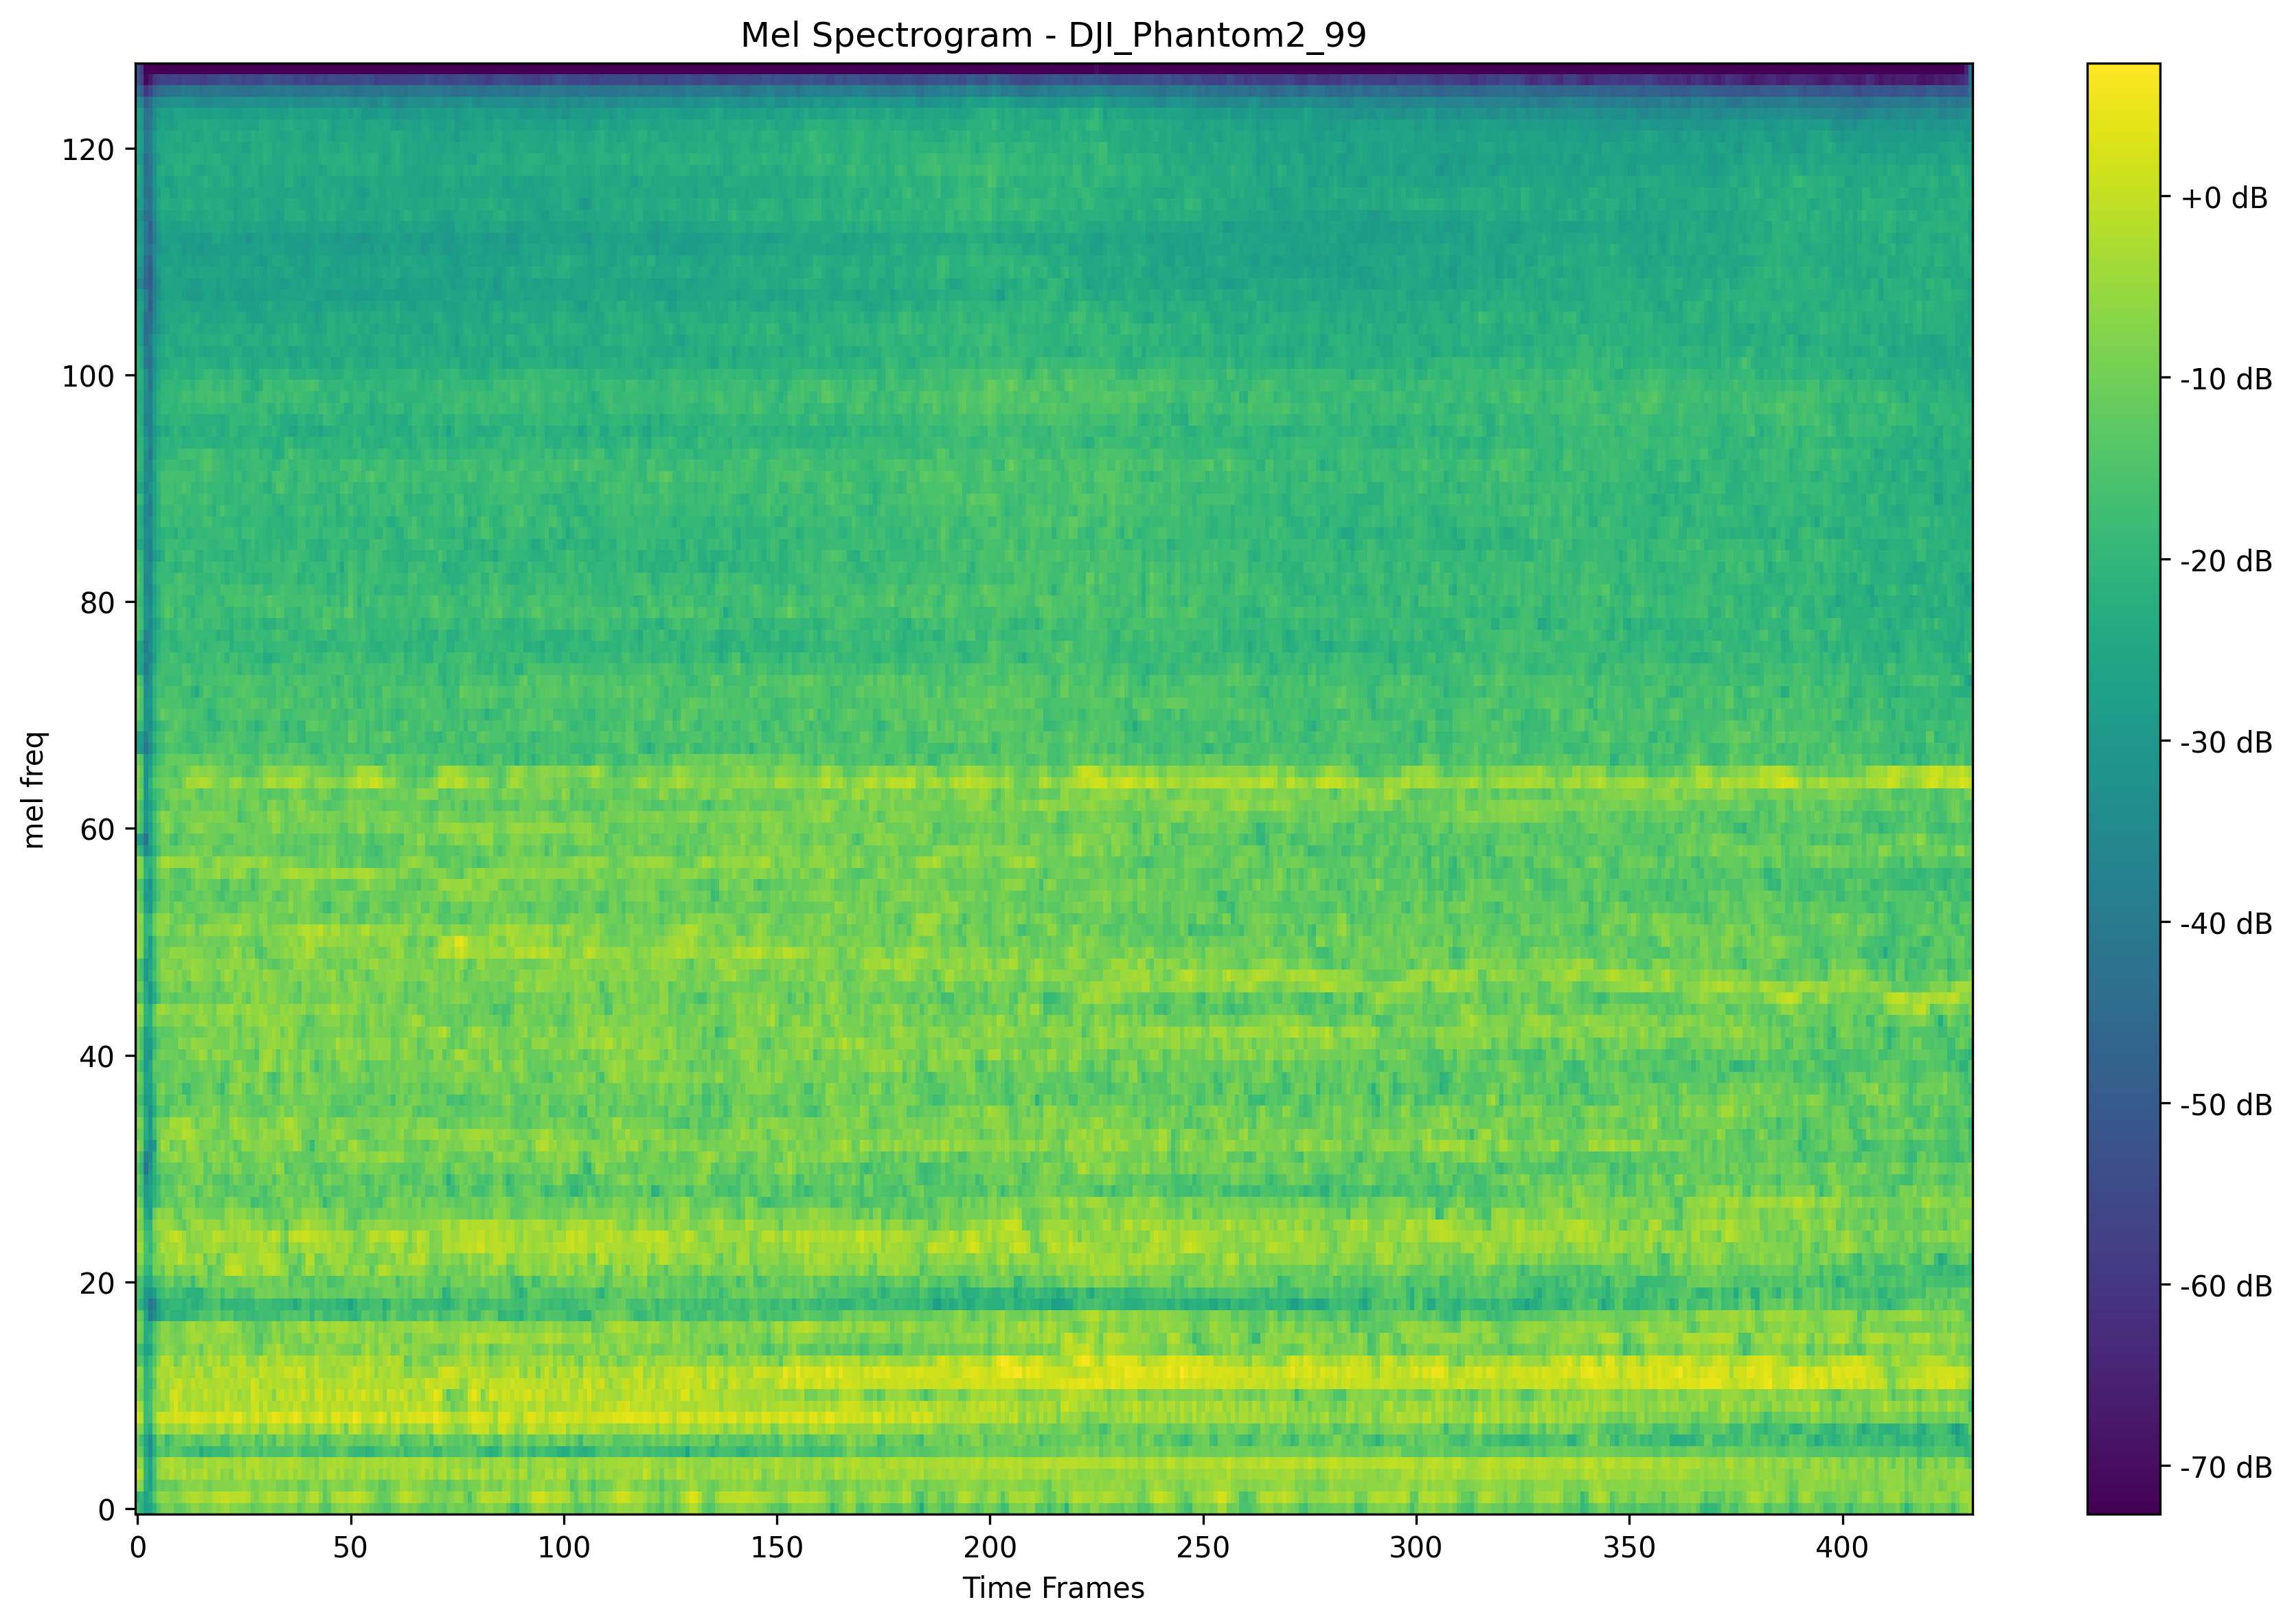 Mel Spectrogram - DJI_Phantom2_99
mel freq
120
100
80
60
40
20
0
0 50 100 150 200 250 300 350 400
Time Frames
+0 dB
-10 dB
-20 dB
-30 dB
-40 dB
-50 dB
-60 dB
-70 dB